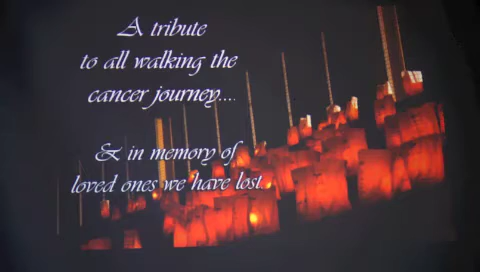 A tribute
to all walking the
cancer journey....
& in memory of
loved ones we have lost.